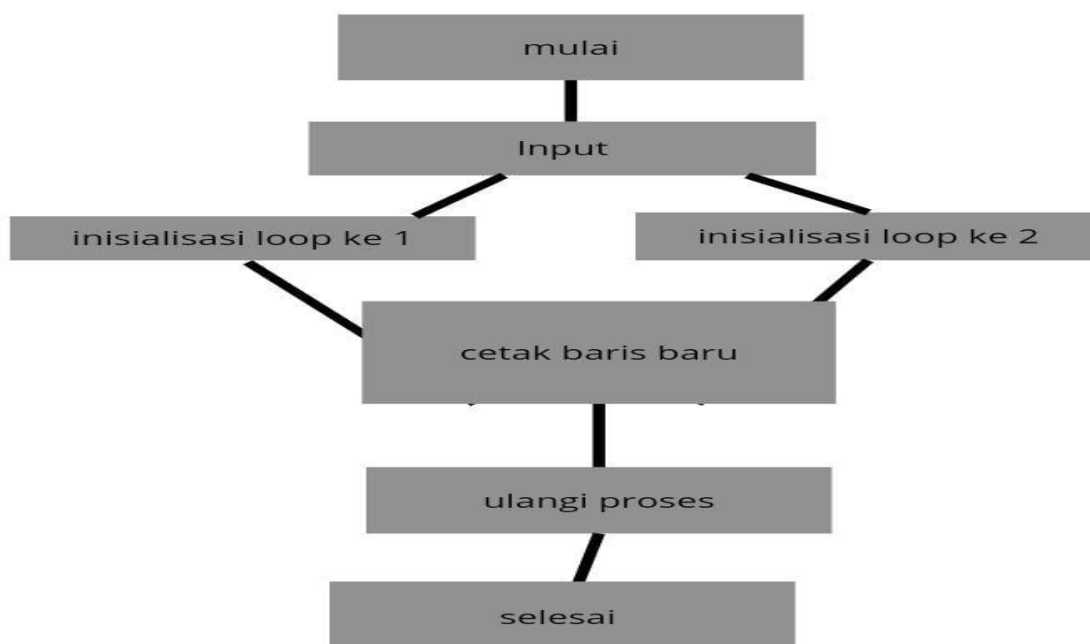 mulai
Input
inisialisasi loop ke 1
inisialisasi loop ke 2
cetak baris baru
ulangi proses
selesai